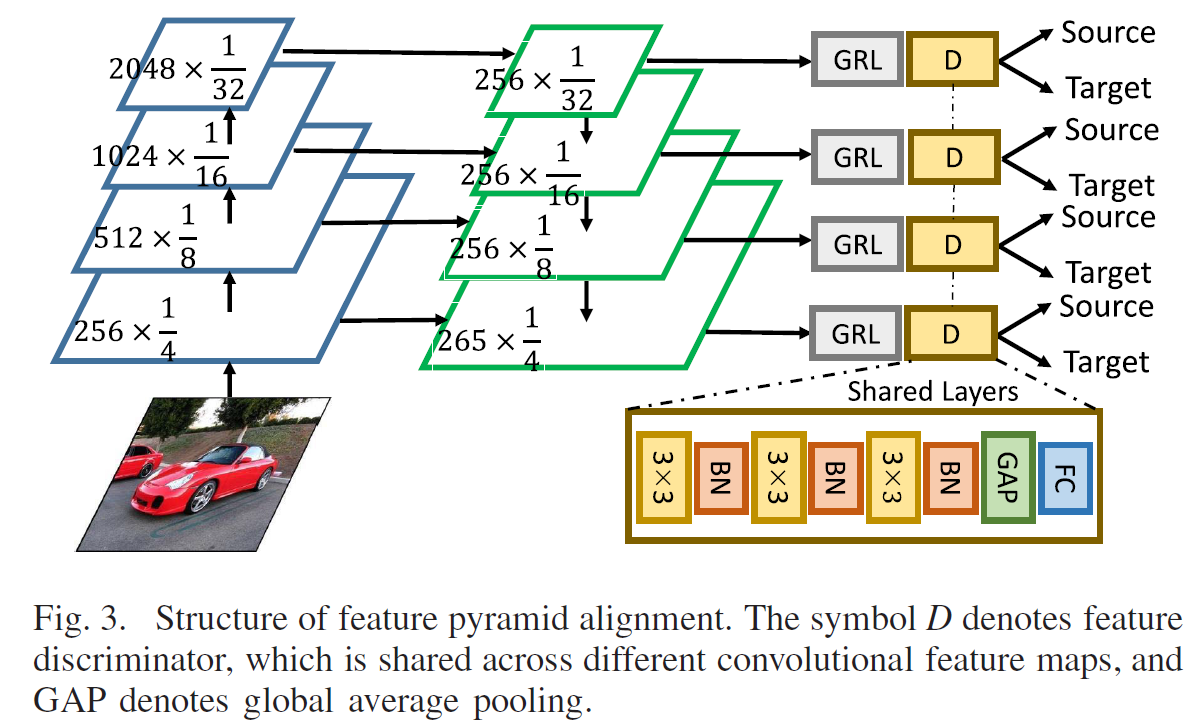 2048 × 1/32
1024 × 1/16
512 × 1/8
256 × 1/4
256 × 1/32
256 × 1/16
256 × 1/8
265 × 1/4
GRL D Source
Target
GRL D Source
Target
GRL D Source
Target
GRL D Source
Target
Shared Layers
3×3 BN 3×3 BN 3×3 BN GAP FC
Fig. 3. Structure of feature pyramid alignment. The symbol D denotes feature
discriminator, which is shared across different convolutional feature maps, and
GAP denotes global average pooling.